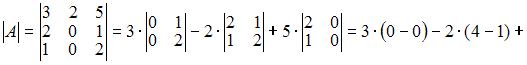 |A| = |3 2 5; 2 0 1; 1 0 2| = 3 · |0 1; 0 2| − 2 · |2 1; 1 2| + 5 · |2 0; 1 0| = 3 · (0 − 0) − 2 · (4 − 1) +